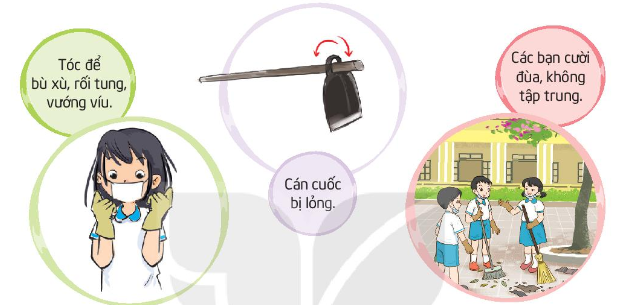 Tóc để
bù xù, rối tung,
vướng víu.
Cán cuốc
bị lỏng.
Các bạn cười
đùa, không
tập trung.